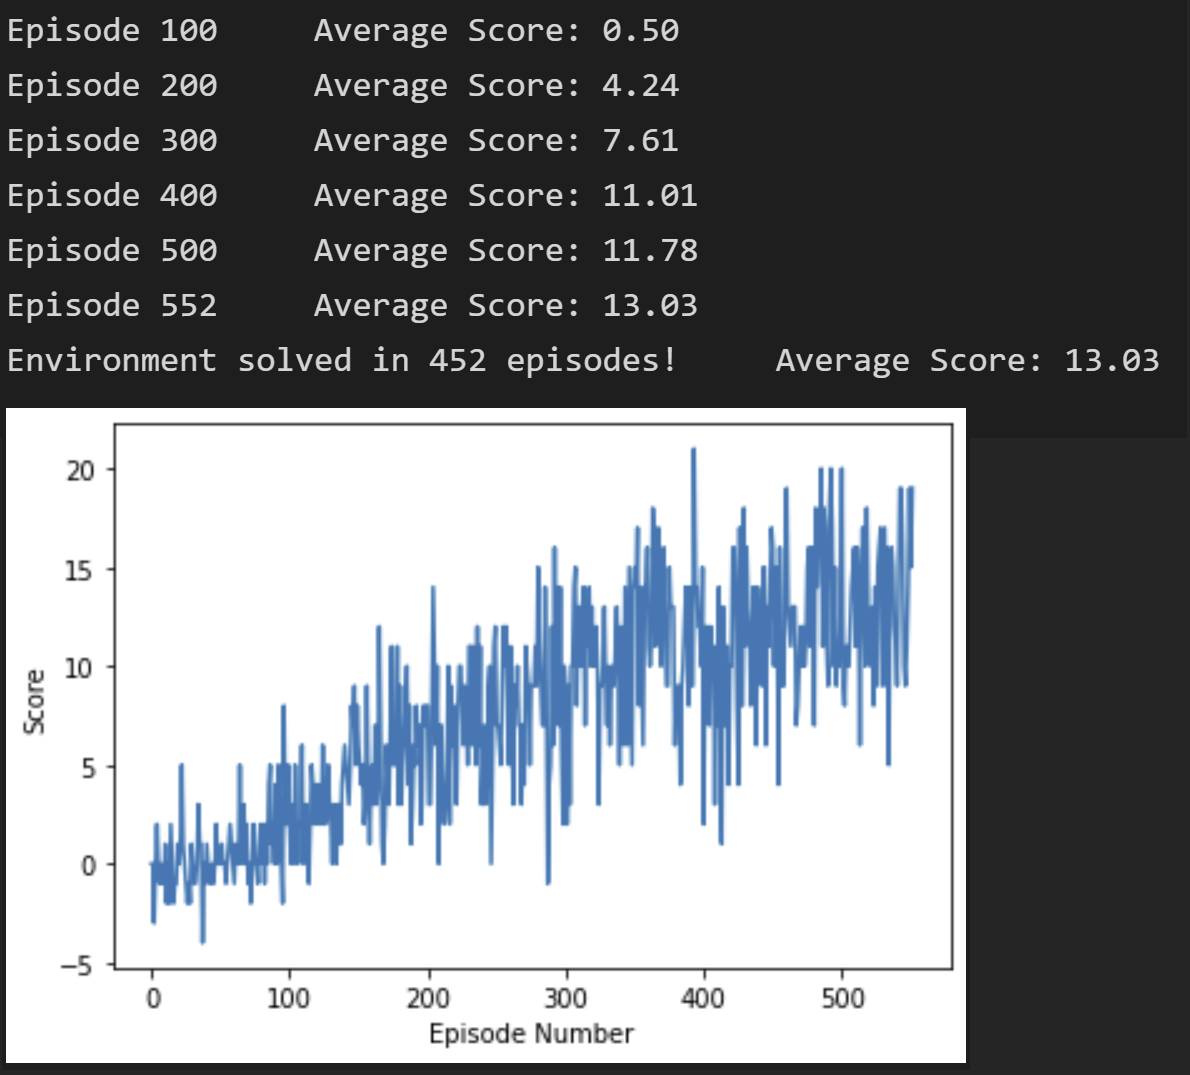 Episode 100 Average Score: 0.50
Episode 200 Average Score: 4.24
Episode 300 Average Score: 7.61
Episode 400 Average Score: 11.01
Episode 500 Average Score: 11.78
Episode 552 Average Score: 13.03
Environment solved in 452 episodes! Average Score: 13.03
20
15
10
5
0
−5
Score
0 100 200 300 400 500
Episode Number